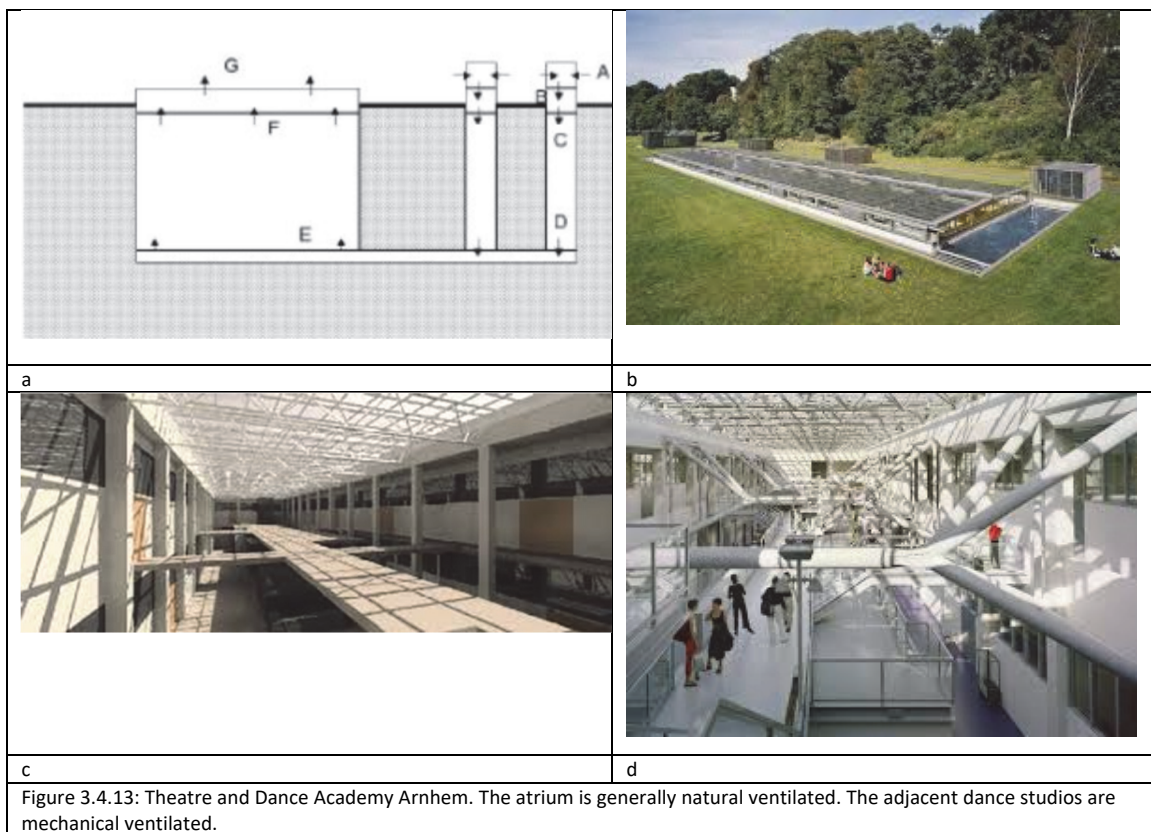 G
A
B
F
C
D
E
a
b
c
d
Figure 3.4.13: Theatre and Dance Academy Arnhem. The atrium is generally natural ventilated. The adjacent dance studios are
mechanical ventilated.